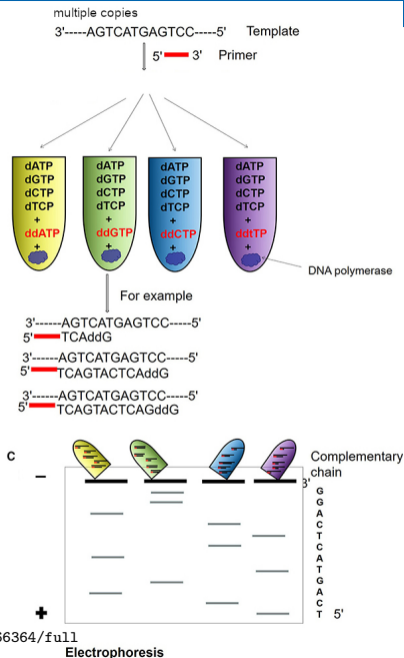 multiple copies
3'-----AGTCATGAGTCC-----5' Template
5' 3' Primer
dATP dATP dATP dATP
dGTP dGTP dGTP dGTP
dCTP dCTP dCTP dCTP
dTCP dTCP dTCP dTCP
+ + + +
ddATP ddGTP ddCTP ddtTP
+ + + +
DNA polymerase
For example
3'------AGTCATGAGTCC-----5'
5' TCAddG
3'-----AGTCATGAGTCC-----5'
5' TCAGTACTCAddG
3'-----AGTCATGAGTCC-----5'
5' TCAGTACTCAGddG
C
Complementary
chain
–
3'
G
G
A
C
T
C
A
T
G
A
C
T 5'
+
66364/full
Electrophoresis